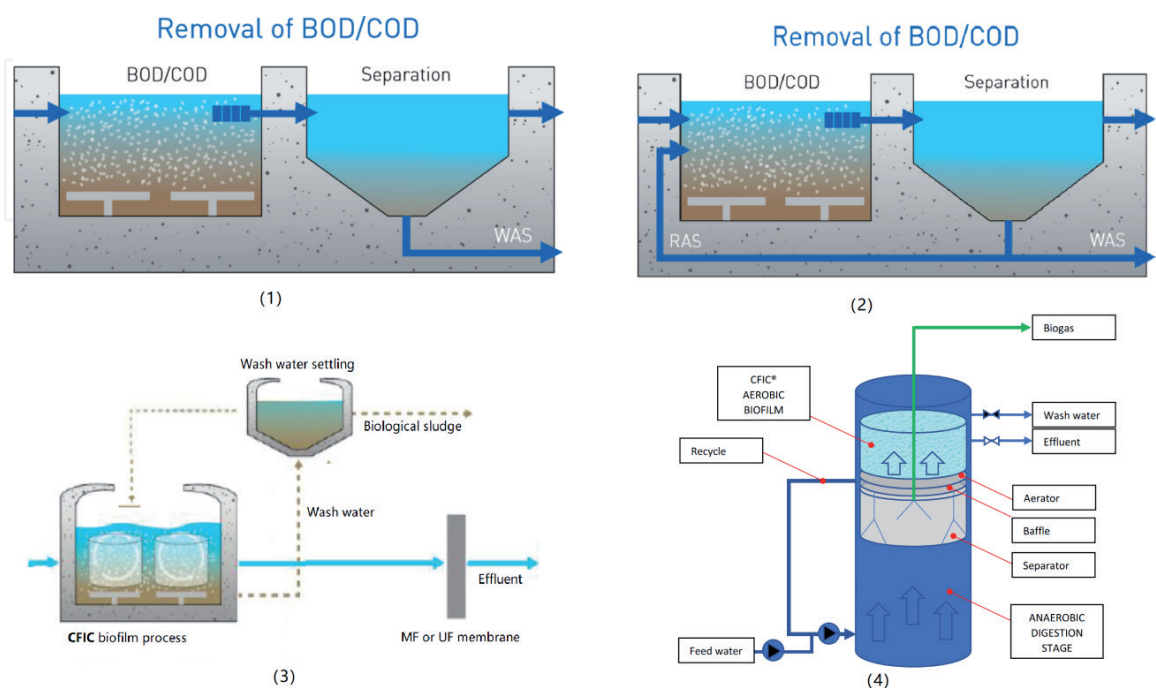 Removal of BOD/COD
BOD/COD
Separation
WAS
(1)
Removal of BOD/COD
BOD/COD
Separation
RAS
WAS
(2)
Wash water settling
Biological sludge
Wash water
Effluent
CFIC biofilm process
MF or UF membrane
(3)
Biogas
CFIC®
AEROBIC
BIOFILM
Wash water
Effluent
Recycle
Aerator
Baffle
Separator
ANAEROBIC
DIGESTION
STAGE
Feed water
(4)